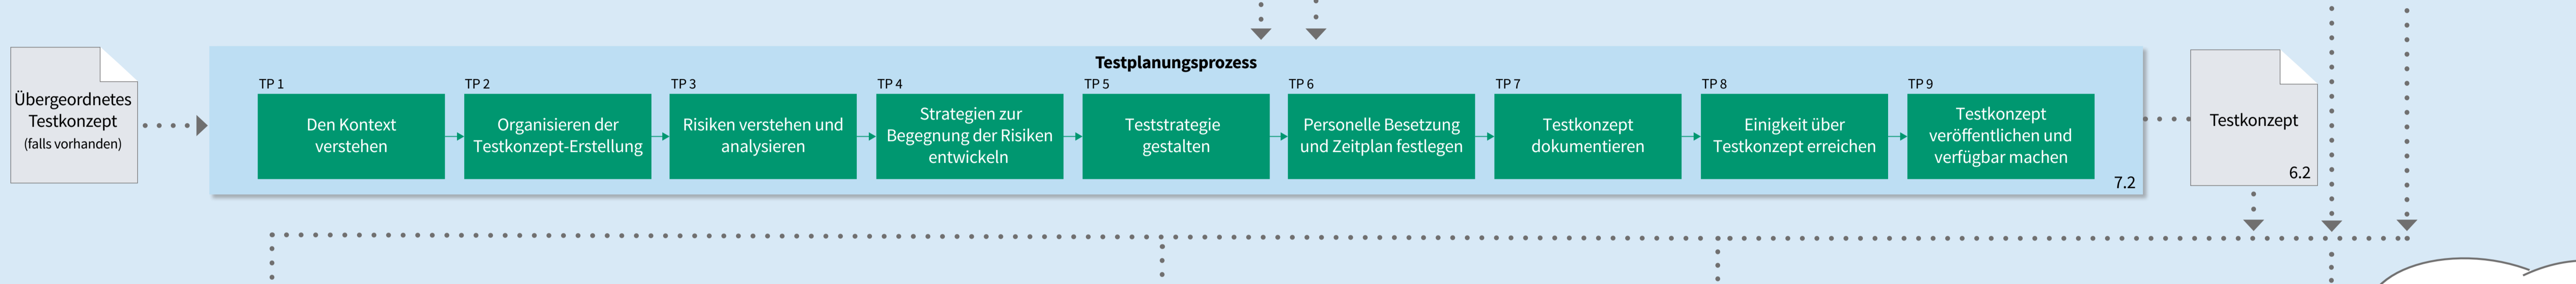 Übergeordnetes
Testkonzept
(falls vorhanden)
Testplanungsprozess
TP 1
Den Kontext
verstehen
TP 2
Organisieren der
Testkonzept-Erstellung
TP 3
Risiken verstehen und
analysieren
TP 4
Strategien zur
Begegnung der Risiken
entwickeln
TP 5
Teststrategie
gestalten
TP 6
Personelle Besetzung
und Zeitplan festlegen
TP 7
Testkonzept
dokumentieren
TP 8
Einigkeit über
Testkonzept erreichen
TP 9
Testkonzept
veröffentlichen und
verfügbar machen
7.2
Testkonzept
6.2